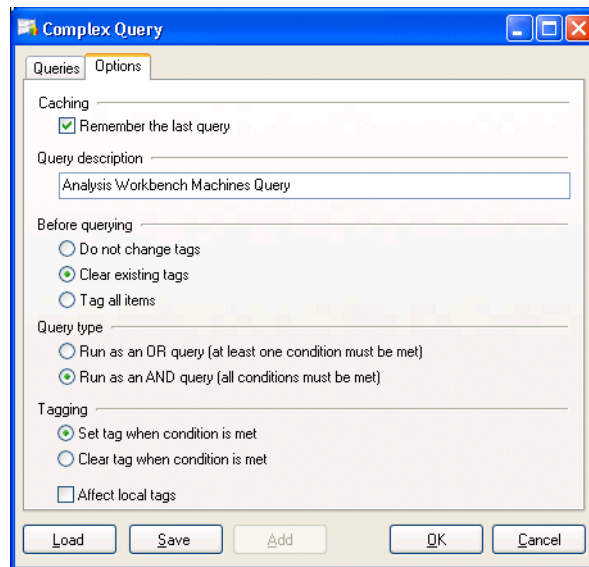 Complex Query
Queries Options
Caching
Remember the last query
Query description
Analysis Workbench Machines Query
Before querying
Do not change tags
Clear existing tags
Tag all items
Query type
Run as an OR query (at least one condition must be met)
Run as an AND query (all conditions must be met)
Tagging
Set tag when condition is met
Clear tag when condition is met
Affect local tags
Load Save Add OK Cancel